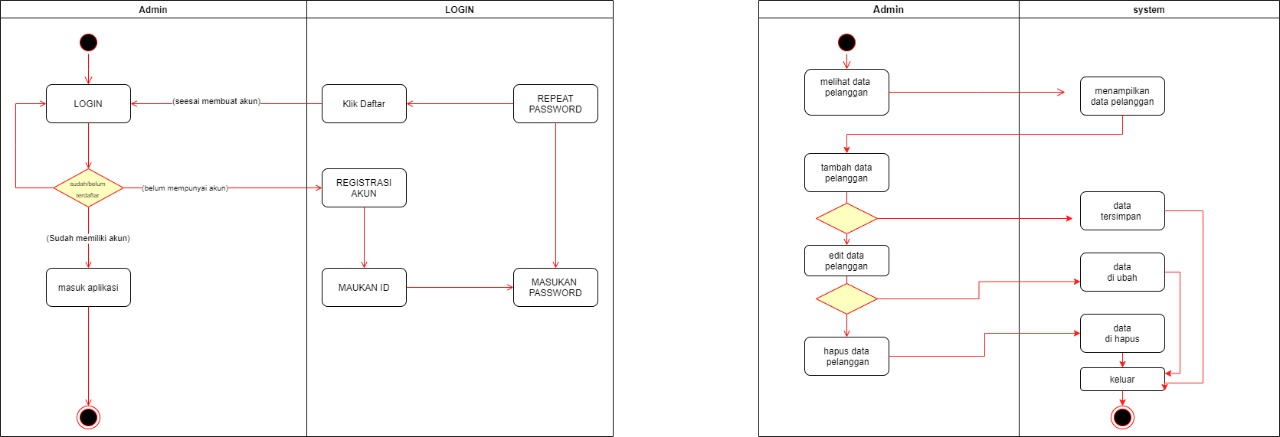 Admin
LOGIN
LOGIN
(seesai membuat akun)
Klik Daftar
REPEAT
PASSWORD
sudah/belum
terdaftar
(belum mempunyai akun)
REGISTRASI
AKUN
(Sudah memiliki akun)
masuk aplikasi
MAUKAN ID
MASUKAN
PASSWORD
Admin
system
melihat data
pelanggan
menampilkan
data pelanggan
tambah data
pelanggan
data
tersimpan
edit data
pelanggan
data
di ubah
hapus data
pelanggan
data
di hapus
keluar